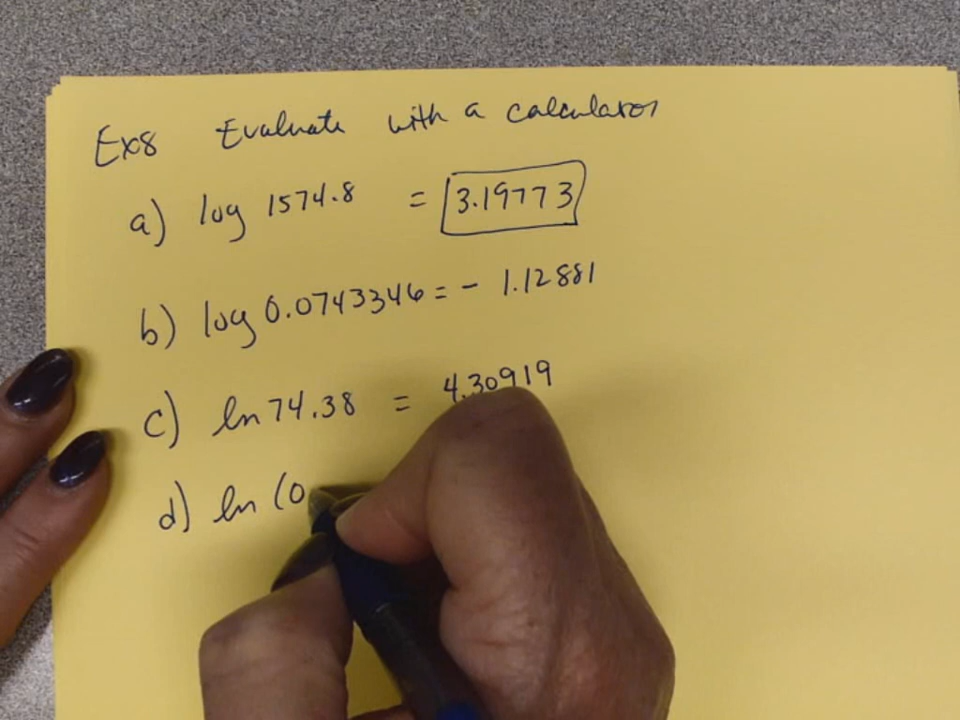 Ex8 Evaluate with a calculator
a) log 1574.8 = 3.19773
b) log 0.0743346 = - 1.12881
c) ln 74.38 = 4.30919
d) ln (0